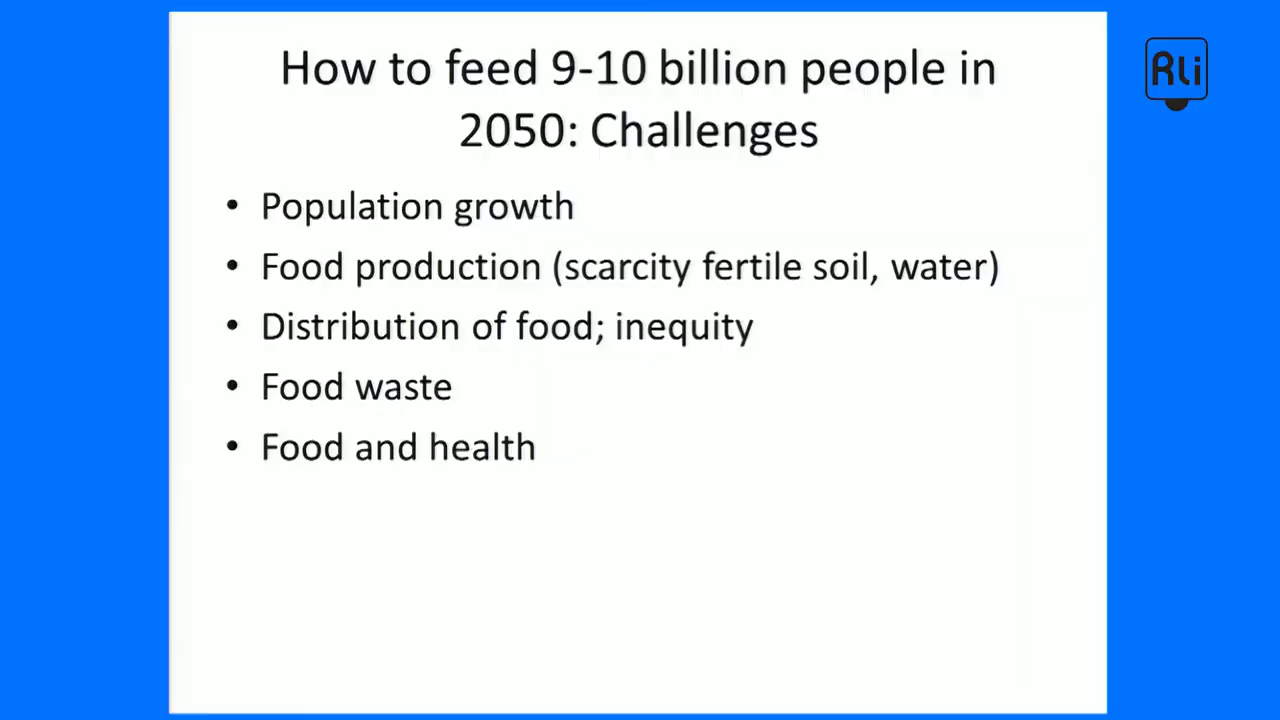 How to feed 9-10 billion people in
2050: Challenges
RLi
• Population growth
• Food production (scarcity fertile soil, water)
• Distribution of food; inequity
• Food waste
• Food and health